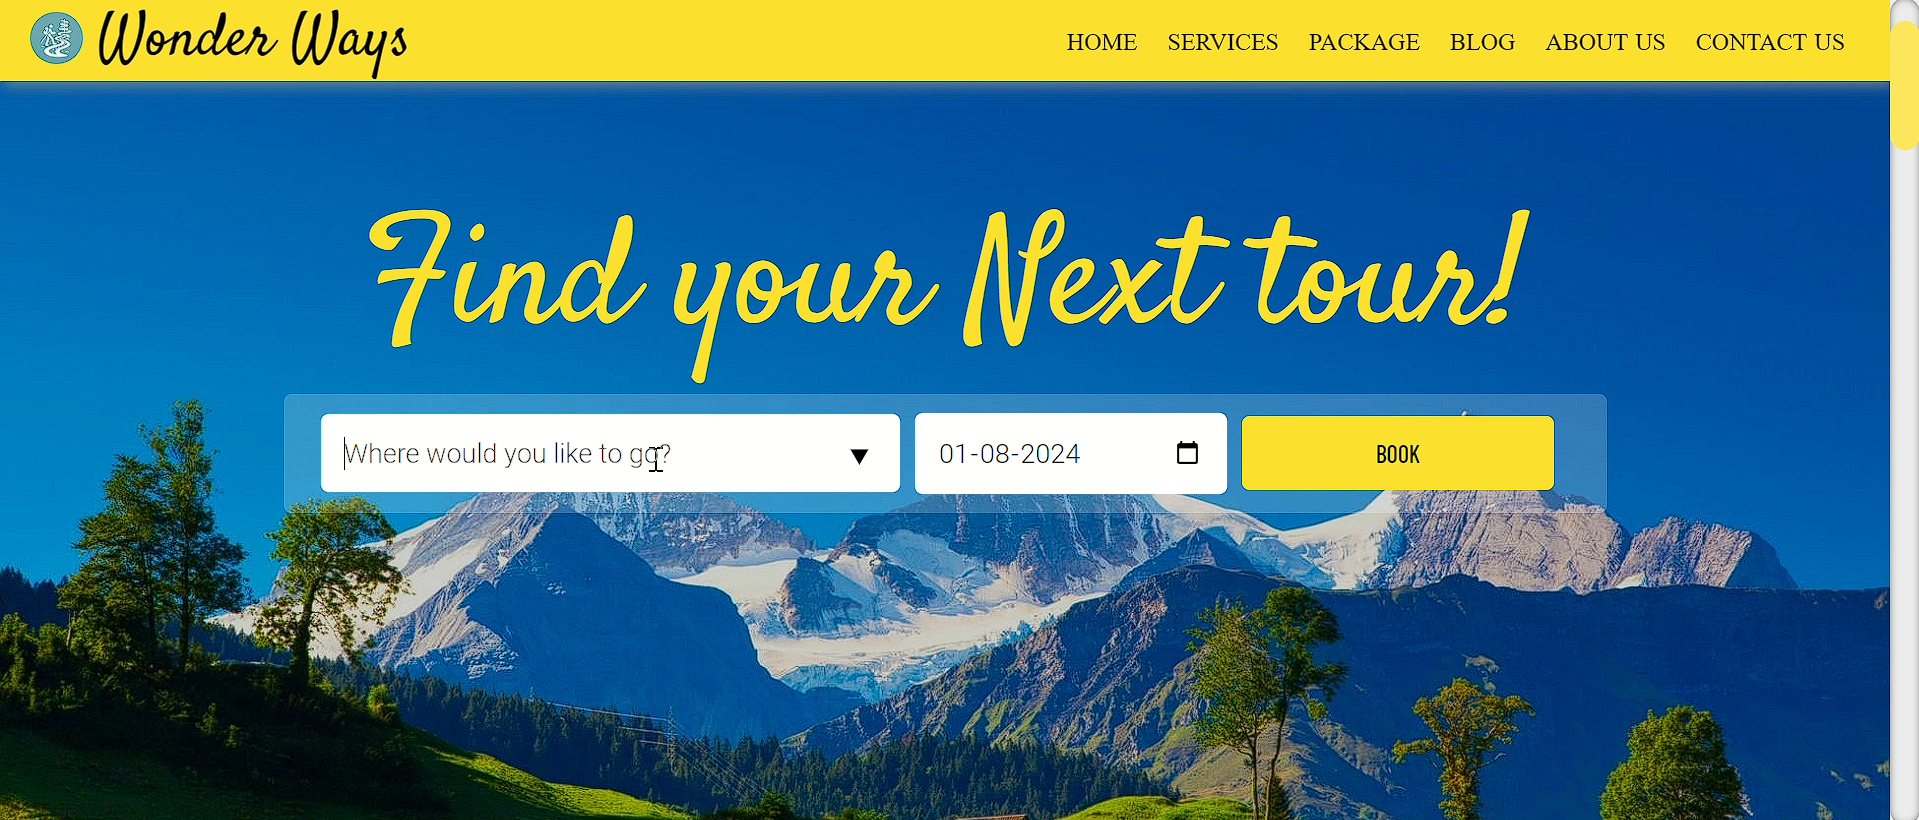 Wonder Ways
HOME SERVICES PACKAGE BLOG ABOUT US CONTACT US
Find your Next tour!
Where would you like to go? 01-08-2024 BOOK